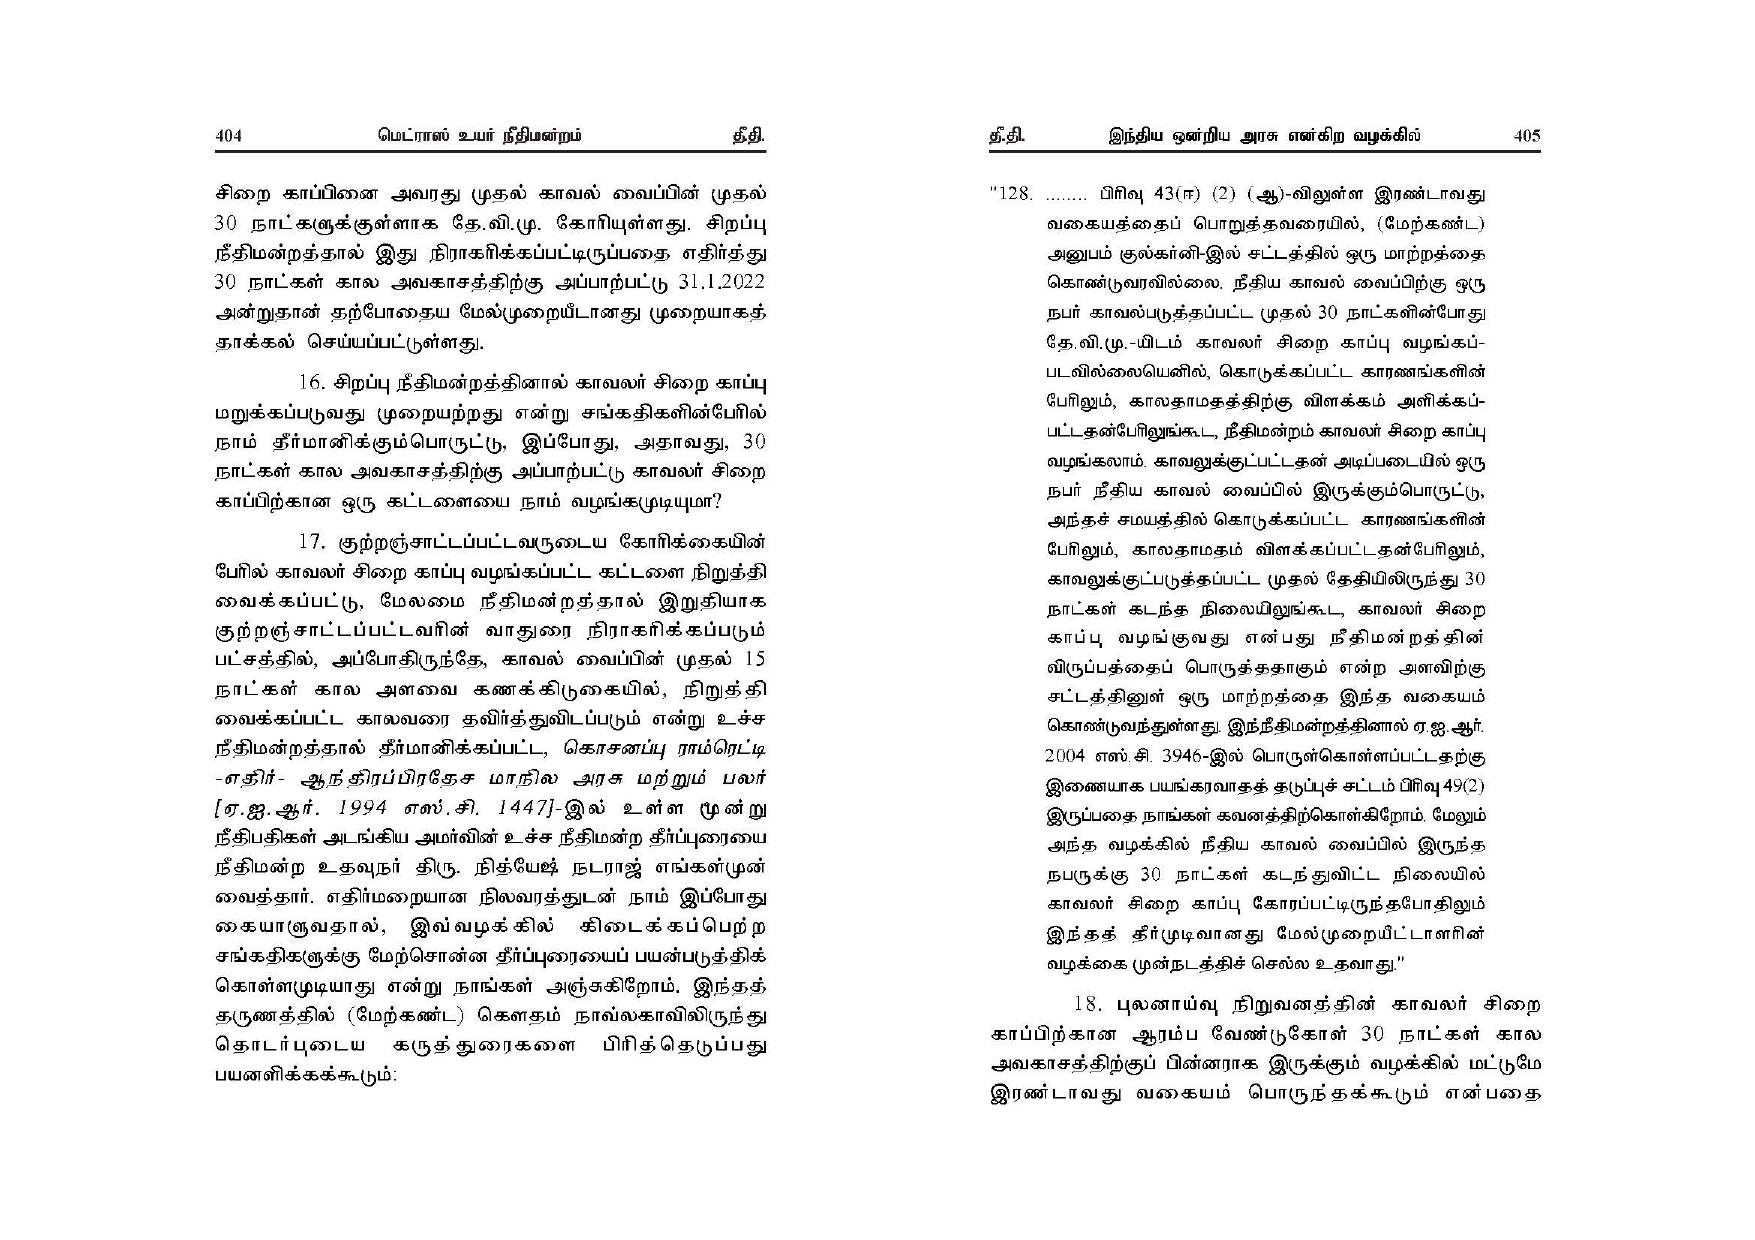 404 மெட்ராஸ் உயர் நீதிமன்றம் தீ.தி.
சிறை காப்பினை அவரது முதல் காவல் வைப்பின் முதல்
30 நாட்களுக்குள்ளாக தே.வி.மு. கோரியுள்ளது. சிறப்பு
நீதிமன்றத்தால் இது நிராகரிக்கப்பட்டிருப்பதை எதிர்த்து
30 நாட்கள் கால அவகாசத்திற்கு அப்பாற்பட்டு 31.1.2022
அன்றுதான் தற்போதைய மேல்முறையீடானது முறையாகத்
தாக்கல் செய்யப்பட்டுள்ளது.
16. சிறப்பு நீதிமன்றத்தினால் காவலர் சிறை காப்பு
மறுக்கப்படுவது முறையற்றது என்று சங்கதிகளின்பேரில்
நாம் தீர்மானிக்கும்பொருட்டு, இப்போது, அதாவது, 30
நாட்கள் கால அவகாசத்திற்கு அப்பாற்பட்டு காவலர் சிறை
காப்பிற்கான ஒரு கட்டளையை நாம் வழங்கமுடியுமா?
17. குற்றஞ்சாட்டப்பட்டவருடைய கோரிக்கையின்
பேரில் காவலர் சிறை காப்பு வழங்கப்பட்ட கட்டளை நிறுத்தி
வைக்கப்பட்டு, மேலமை நீதிமன்றத்தால் இறுதியாக
குற்றஞ்சாட்டப்பட்டவரின் வாதுரை நிராகரிக்கப்படும்
பட்சத்தில், அப்போதிருந்தே, காவல் வைப்பின் முதல் 15
நாட்கள் கால அளவை கணக்கிடுகையில், நிறுத்தி
வைக்கப்பட்ட காலவரை தவிர்த்துவிடப்படும் என்று உச்ச
நீதிமன்றத்தால் தீர்மானிக்கப்பட்ட, கொசனப்பு ராம்ரெட்டி
-எதிர்- ஆந்திரப்பிரதேச மாநில அரசு மற்றும் பலர்
[ஏ.ஐ.ஆர். 1994 எஸ்.சி. 1447]-இல் உள்ள மூன்று
நீதிபதிகள் அடங்கிய அமர்வின் உச்ச நீதிமன்ற தீர்ப்புரையை
நீதிமன்ற உதவுநர் திரு. நித்யேஷ் நடராஜ் எங்கள்முன்
வைத்தார். எதிர்மறையான நிலவரத்துடன் நாம் இப்போது
கையாளுவதால், இவ்வழக்கில் கிடைக்கப்பெற்ற
சங்கதிகளுக்கு மேற்சொன்ன தீர்ப்புரையைப் பயன்படுத்திக்
கொள்ளமுடியாது என்று நாங்கள் அஞ்சுகிறோம். இந்தத்
தருணத்தில் (மேற்கண்ட) கௌதம் நாவ்லகாவிலிருந்து
தொடர்புடைய கருத்துரைகளை பிரித்தெடுப்பது
பயனளிக்கக்கூடும்:
தீ.தி. இந்திய ஒன்றிய அரசு என்கிற வழக்கில் 405
"128. ........ பிரிவு 43(ஈ) (2) (ஆ)-விலுள்ள இரண்டாவது
வகையத்தைப் பொறுத்தவரையில், (மேற்கண்ட)
அனுபம் குல்கர்னி-இல் சட்டத்தில் ஒரு மாற்றத்தை
கொண்டுவரவில்லை. நீதிய காவல் வைப்பிற்கு ஒரு
நபர் காவல்படுத்தப்பட்ட முதல் 30 நாட்களின்போது
தே.வி.மு.-யிடம் காவலர் சிறை காப்பு வழங்கப்-
படவில்லையெனில், கொடுக்கப்பட்ட காரணங்களின்
பேரிலும், காலதாமதத்திற்கு விளக்கம் அளிக்கப்-
பட்டதன்பேரிலுங்கூட, நீதிமன்றம் காவலர் சிறை காப்பு
வழங்கலாம். காவலுக்குட்பட்டதன் அடிப்படையில் ஒரு
நபர் நீதிய காவல் வைப்பில் இருக்கும்பொருட்டு,
அந்தச் சமயத்தில் கொடுக்கப்பட்ட காரணங்களின்
பேரிலும், காலதாமதம் விளக்கப்பட்டதன்பேரிலும்,
காவலுக்குட்படுத்தப்பட்ட முதல் தேதியிலிருந்து 30
நாட்கள் கடந்த நிலையிலுங்கூட, காவலர் சிறை
காப்பு வழங்குவது என்பது நீதிமன்றத்தின்
விருப்பத்தைப் பொருத்ததாகும் என்ற அளவிற்கு
சட்டத்தினுள் ஒரு மாற்றத்தை இந்த வகையம்
கொண்டுவந்துள்ளது. இந்நீதிமன்றத்தினால் ஏ.ஐ.ஆர்.
2004 எஸ்.சி. 3946-இல் பொருள்கொள்ளப்பட்டதற்கு
இணையாக பயங்கரவாதத் தடுப்புச் சட்டம் பிரிவு 49(2)
இருப்பதை நாங்கள் கவனத்திற்கொள்கிறோம். மேலும்
அந்த வழக்கில் நீதிய காவல் வைப்பில் இருந்த
நபருக்கு 30 நாட்கள் கடந்துவிட்ட நிலையில்
காவலர் சிறை காப்பு கோரப்பட்டிருந்தபோதிலும்
இந்தத் தீர்முடிவானது மேல்முறையீட்டாளரின்
வழக்கை முன்நடத்திச் செல்ல உதவாது."
18. புலனாய்வு நிறுவனத்தின் காவலர் சிறை
காப்பிற்கான ஆரம்ப வேண்டுகோள் 30 நாட்கள் கால
அவகாசத்திற்குப் பின்னராக இருக்கும் வழக்கில் மட்டுமே
இரண்டாவது வகையம் பொருந்தக்கூடும் என்பதை